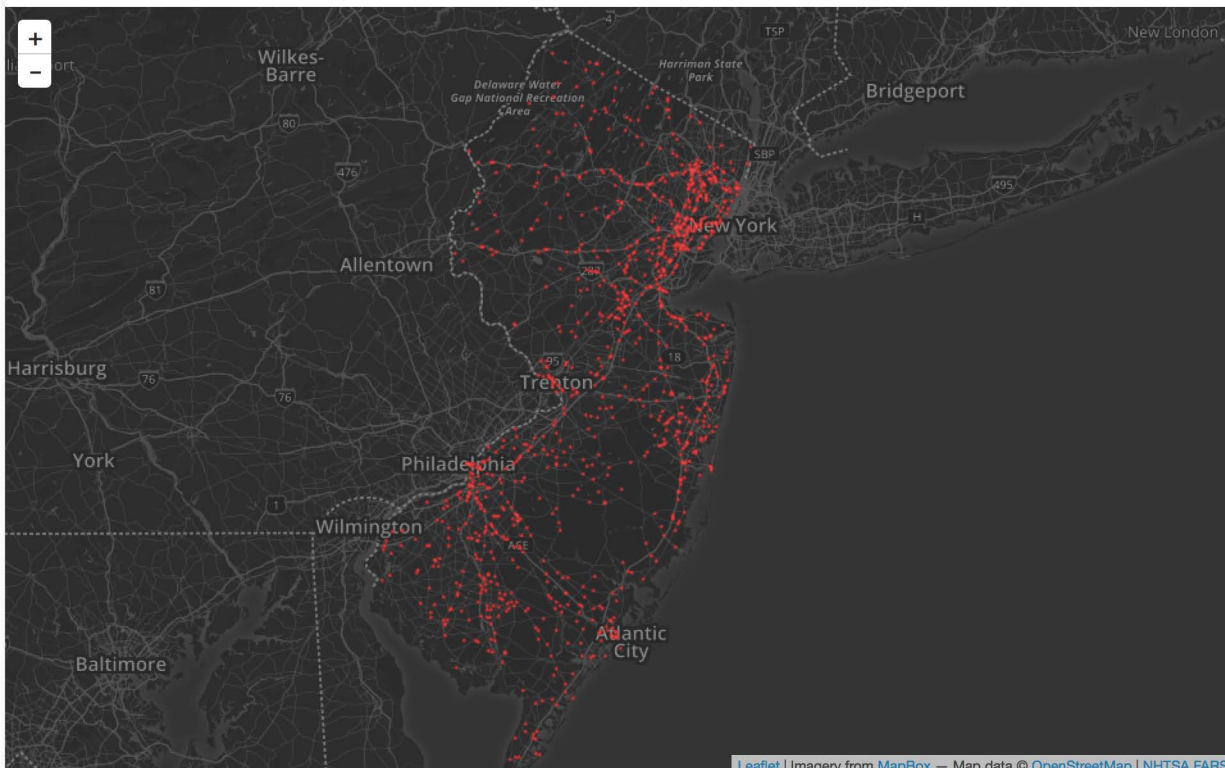 +
−
4
TSP
New London
Wilkes-
Barre
Harriman State
Park
Delaware Water
Gap National Recreation
Area
Bridgeport
80
SBP
476
495
H
New York
Allentown
287
81
Harrisburg
76
95
18
Trenton
76
York
Philadelphia
1
Wilmington
ACE
Atlantic
City
Baltimore
Leaflet | Imagery from MapBox — Map data © OpenStreetMap | NHTSA FARS